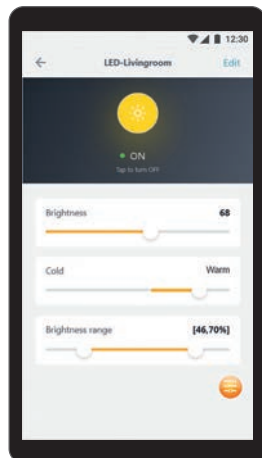 12:30
LED-Livingroom Edit
ON
Tap to turn OFF
Brightness 68
Cold Warm
Brightness range [46,70%]